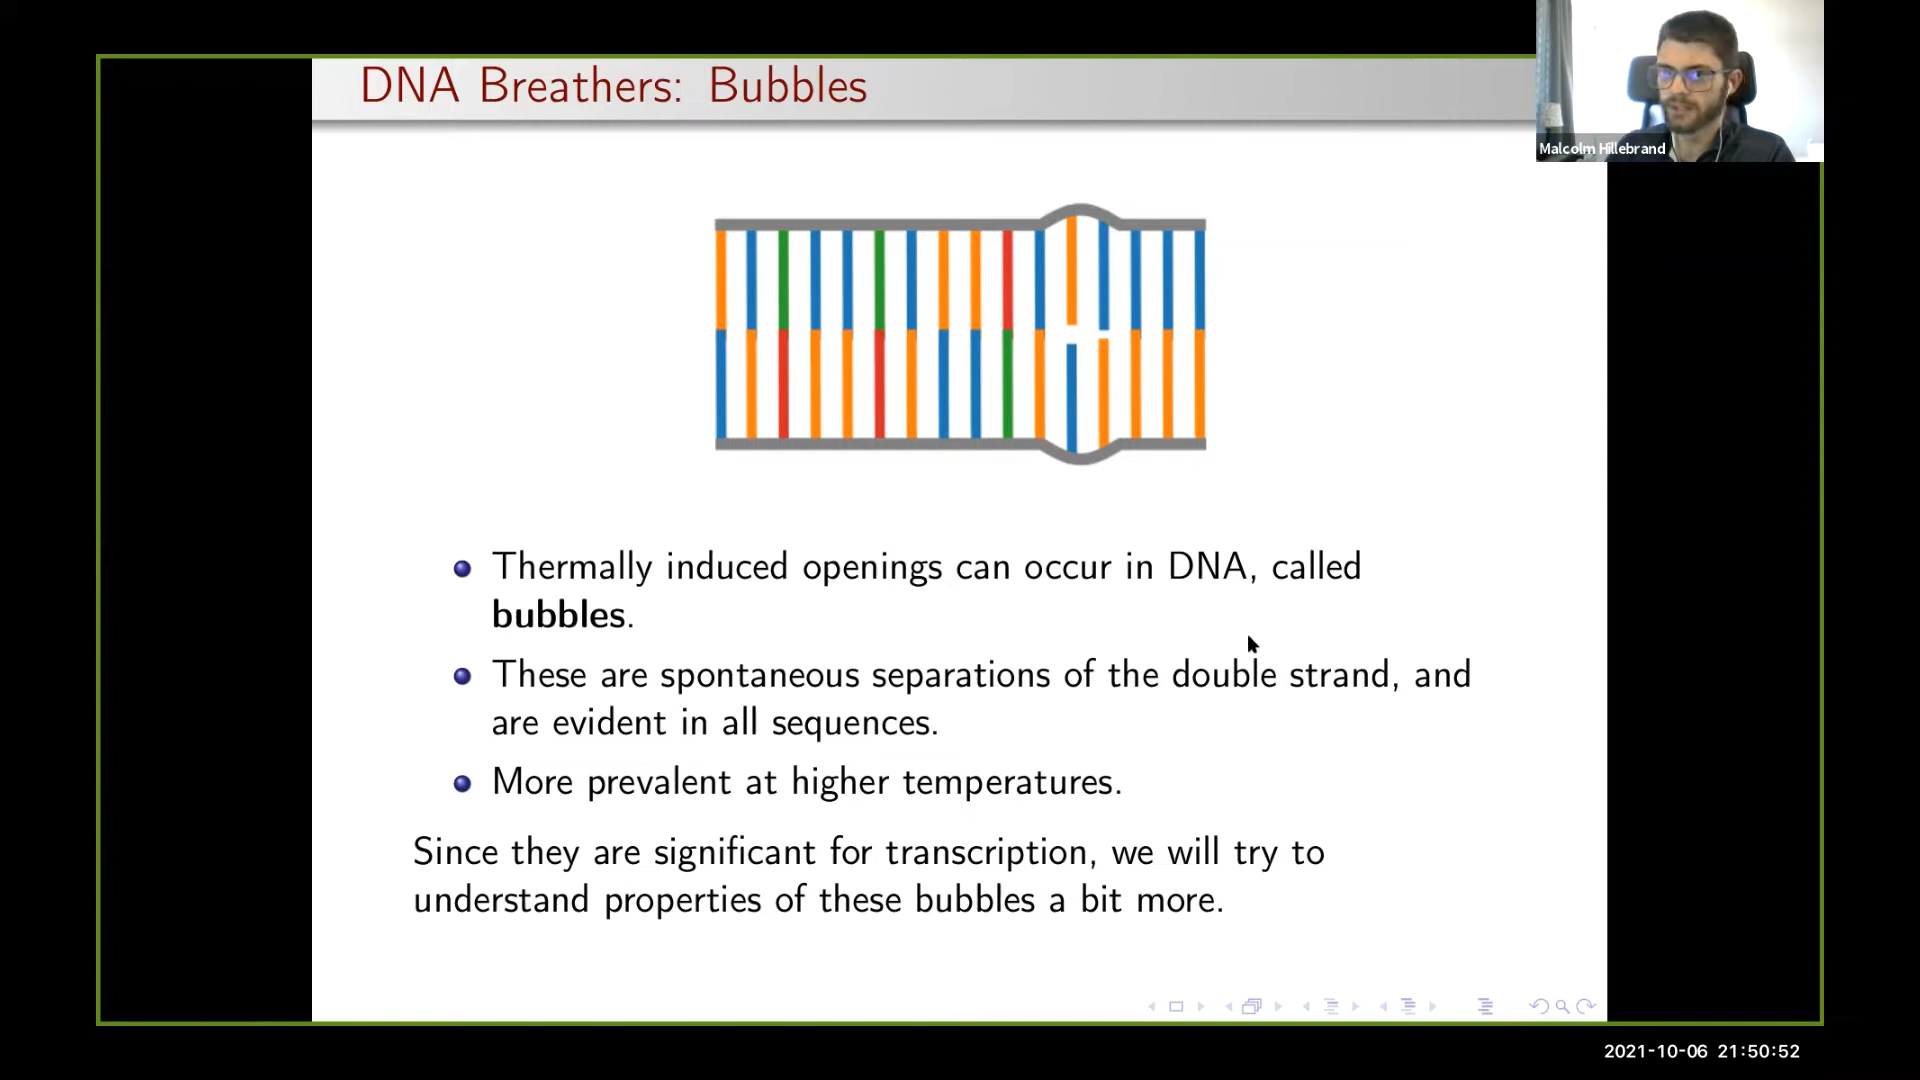 DNA Breathers: Bubbles
Malcolm Hillebrand
Thermally induced openings can occur in DNA, called
bubbles.
These are spontaneous separations of the double strand, and
are evident in all sequences.
More prevalent at higher temperatures.
Since they are significant for transcription, we will try to
understand properties of these bubbles a bit more.
2021-10-06 21:50:52